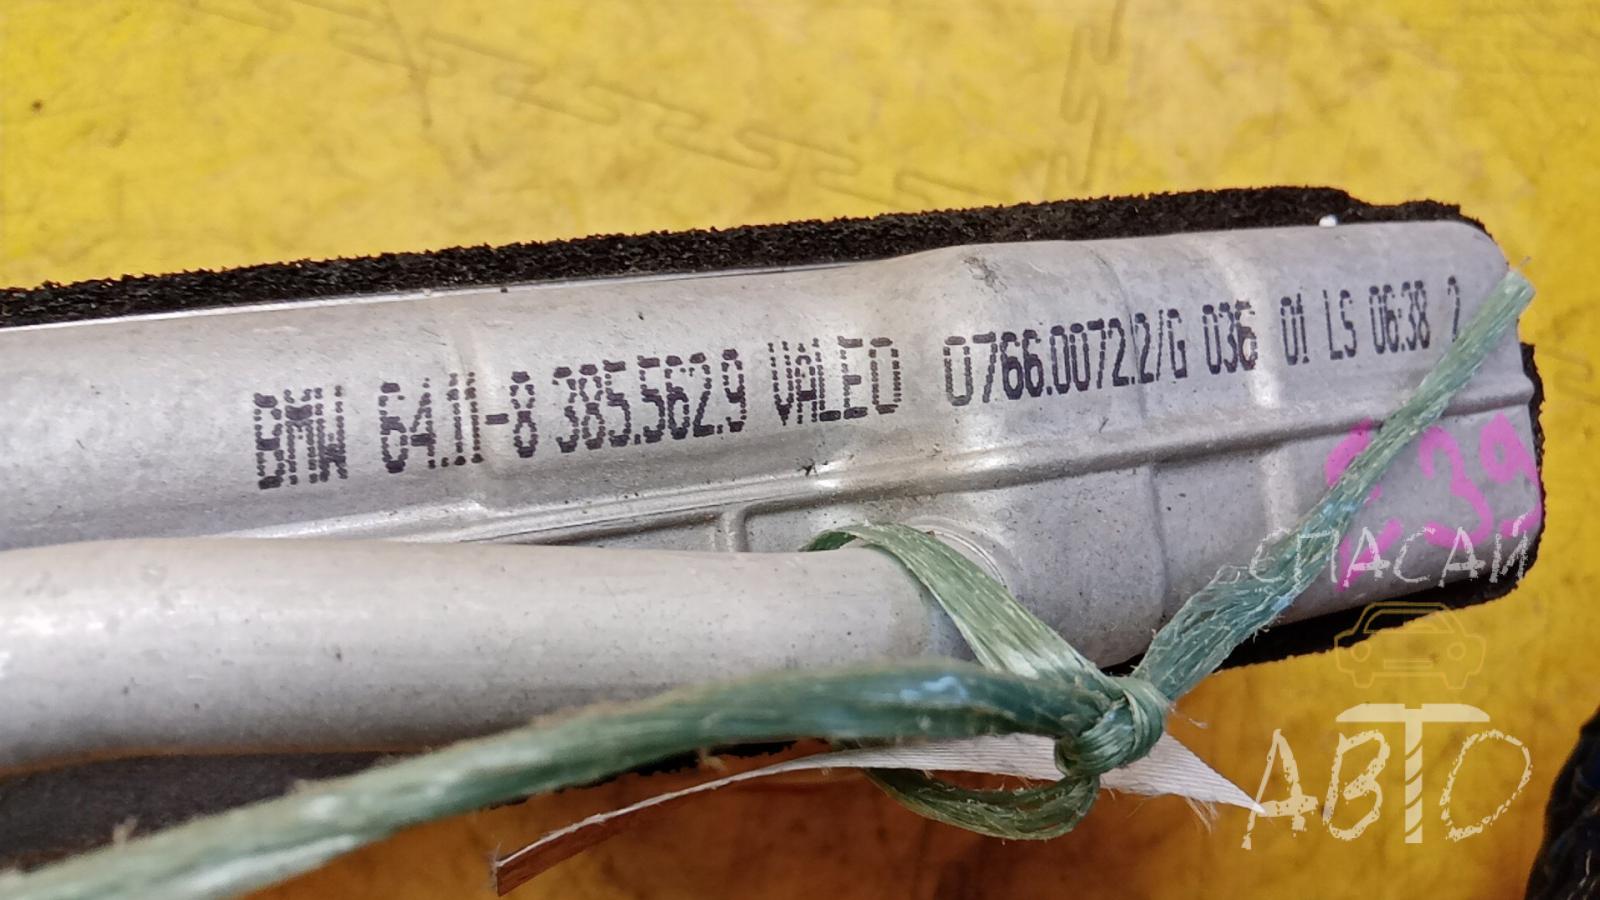 BMW 64.11-8 385.562.9 VALEO 0766.0072.2/G 036 01 LS 06:38 2
E39
СПАСАЙ
АВТО